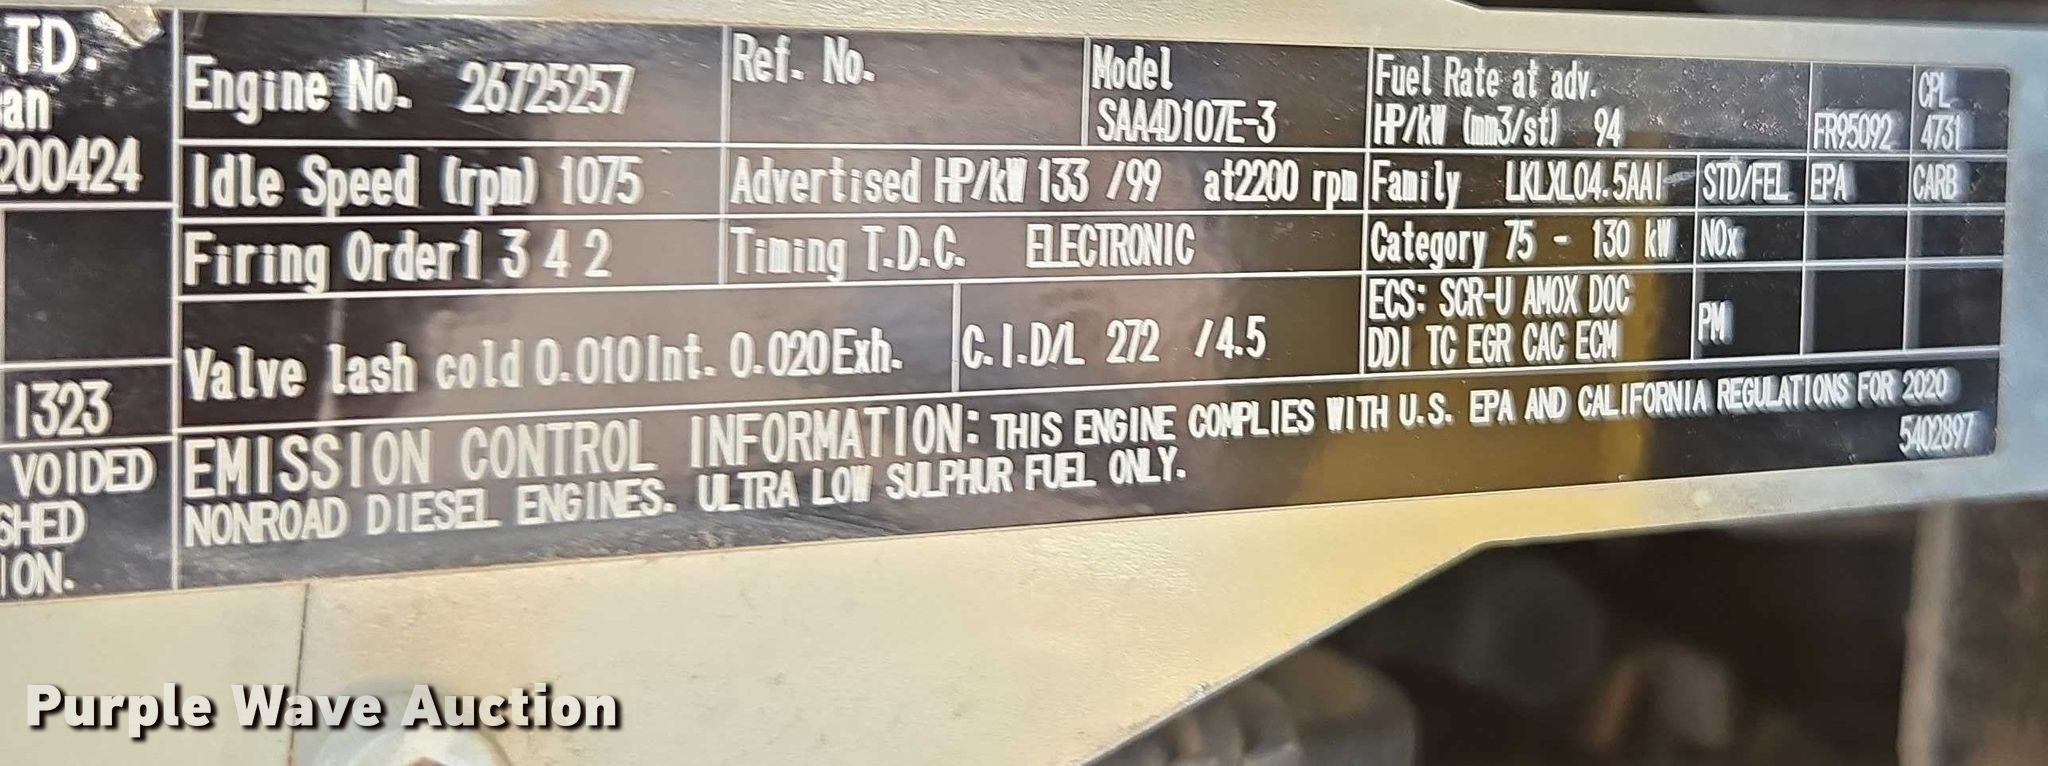 TD.
an
200424
1323
VOIDED
SHED
ION.
Engine No. 26725257
Ref. No.
Model
SAA4D107E-3
Fuel Rate at adv.
HP/kW (mm3/st) 94
FR95092
CPL
4731
Idle Speed (rpm) 1075
Advertised HP/kW 133 /99 at2200 rpm
Family LKLXL04.5AAI
STD/FEL
EPA
CARB
Firing Order1 3 4 2
Timing T.D.C. ELECTRONIC
Category 75 - 130 kW
NOx
Valve lash cold 0.010Int. 0.020Exh.
C.I.D/L 272 /4.5
ECS: SCR-U AMOX DOC
DDI TC EGR CAC ECM
PM
EMISSION CONTROL INFORMATION: THIS ENGINE COMPLIES WITH U.S. EPA AND CALIFORNIA REGULATIONS FOR 2020
NONROAD DIESEL ENGINES. ULTRA LOW SULPHUR FUEL ONLY.
5402897
Purple Wave Auction